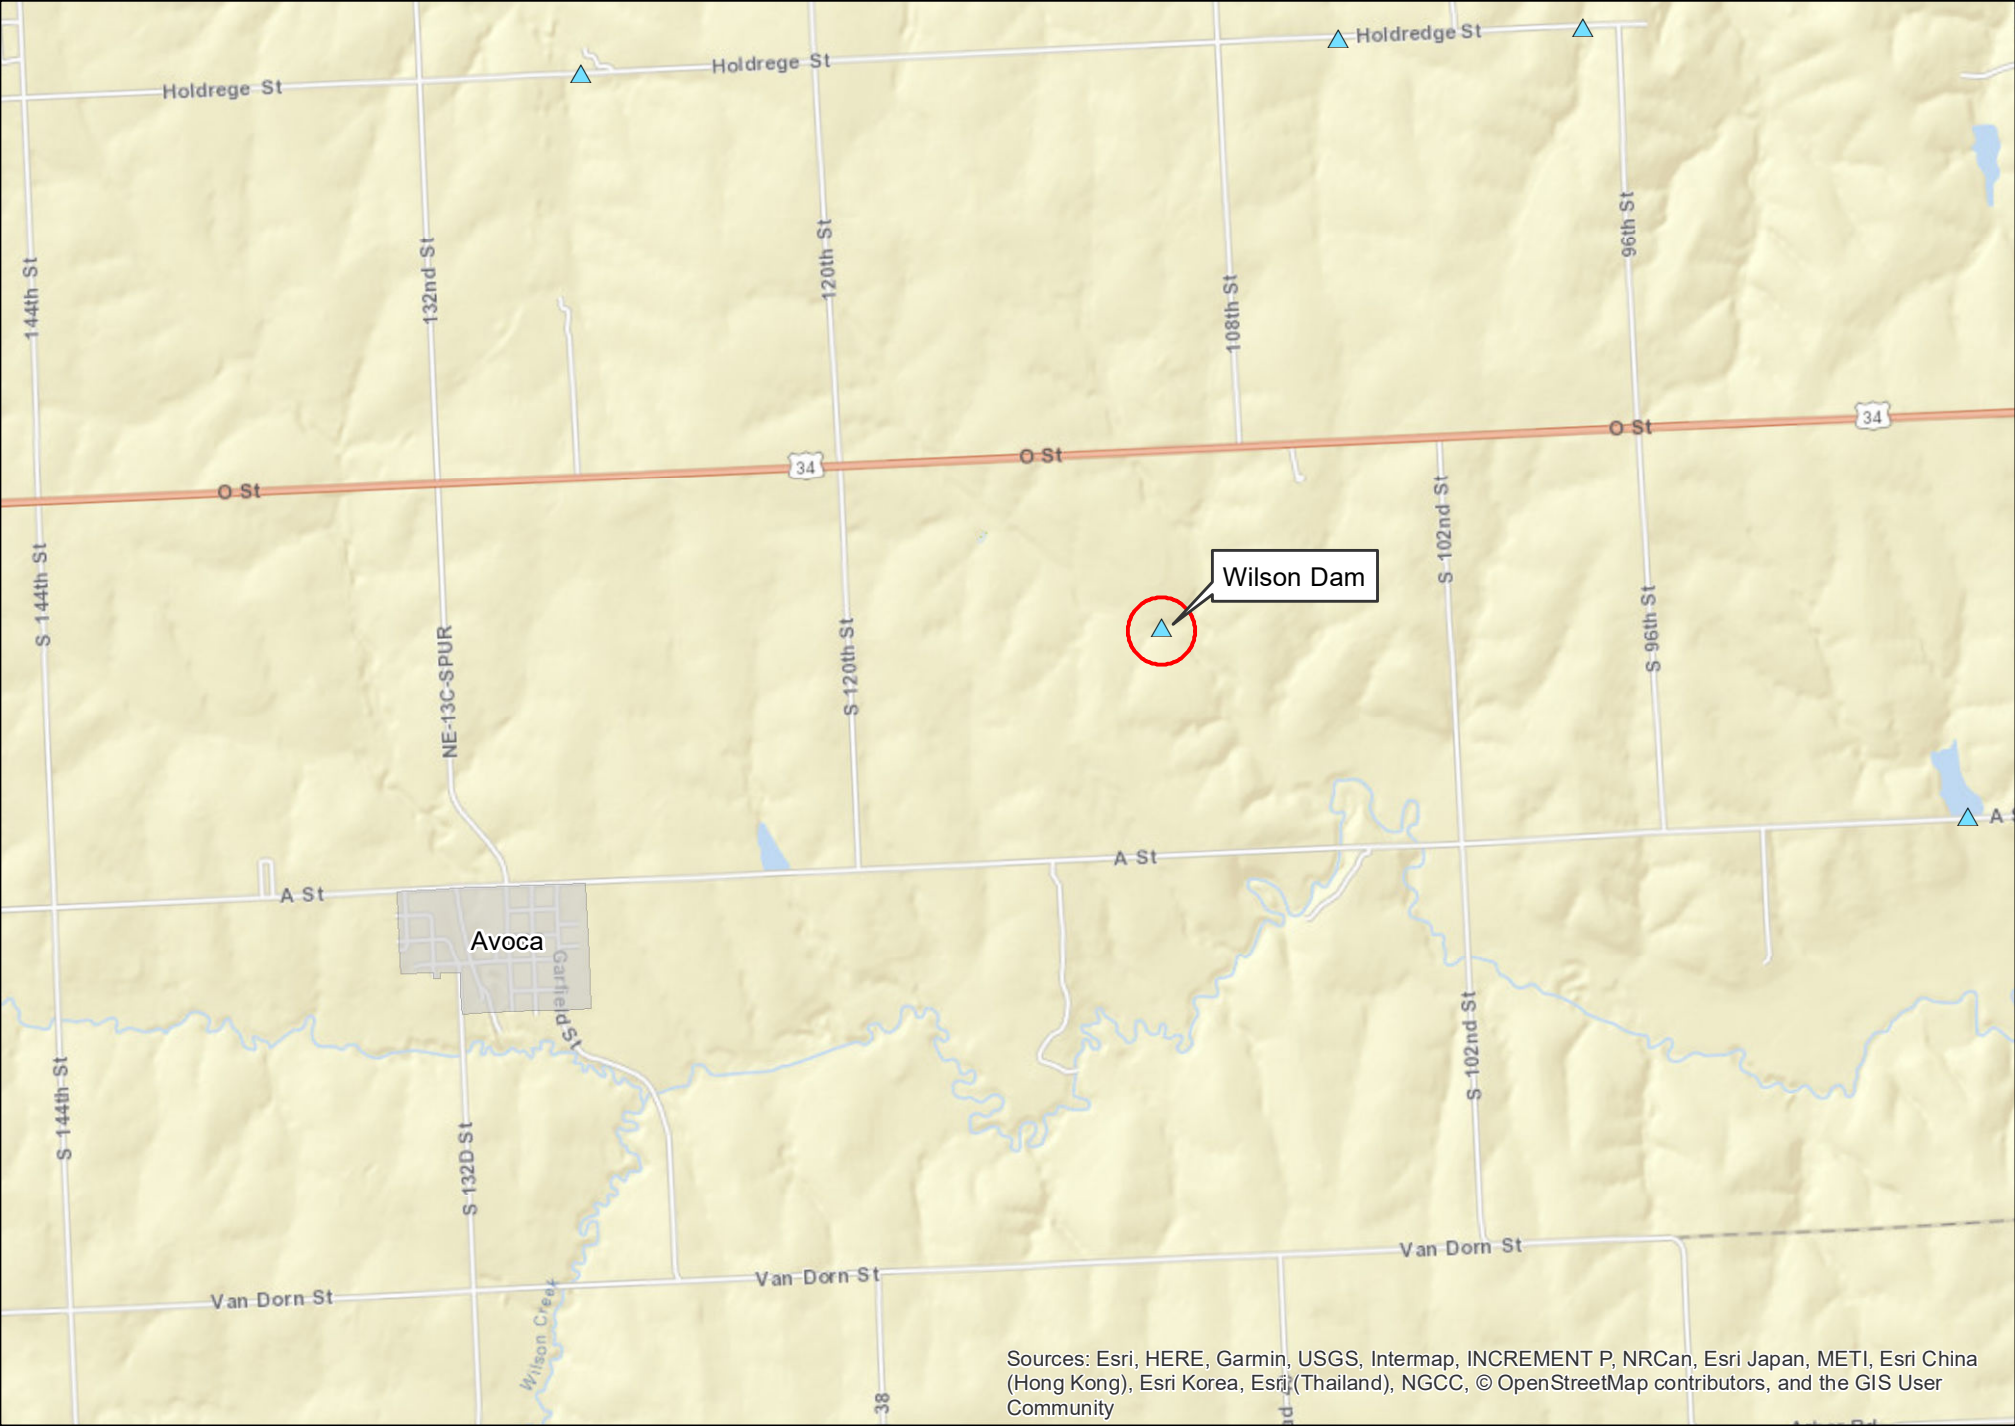 Holdredge St
Holdrege St
Holdrege St
144th St
132nd St
120th St
108th St
96th St
34
O St
O St
34
O St
S 144th St
NE-13C-SPUR
S 120th St
Wilson Dam
S 102nd St
S 96th St
A St
A St
A S
Avoca
Garfield St
S 144th St
S 132D St
S 102nd St
Van Dorn St
Van Dorn St
Van Dorn St
Wilson Creek
38
Sources: Esri, HERE, Garmin, USGS, Intermap, INCREMENT P, NRCan, Esri Japan, METI, Esri China
(Hong Kong), Esri Korea, Esri (Thailand), NGCC, © OpenStreetMap contributors, and the GIS User
Community